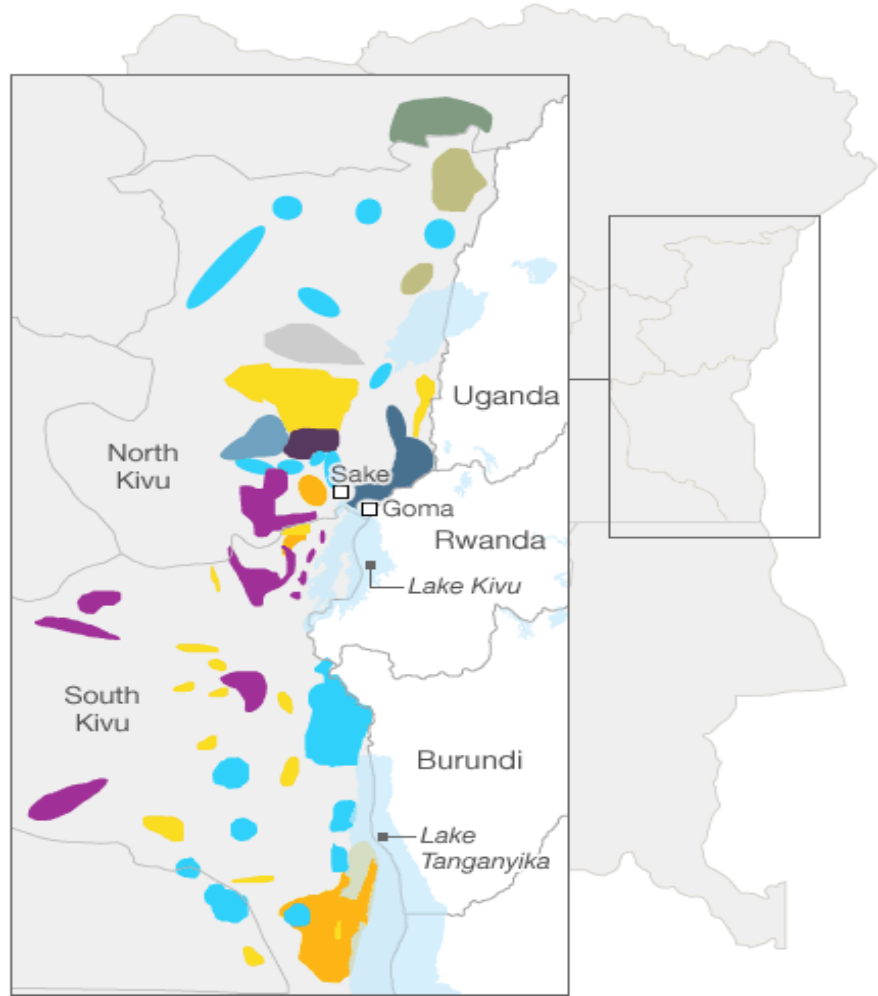 Uganda
North
Kivu
Sake
Goma
Rwanda
Lake Kivu
South
Kivu
Burundi
Lake
Tanganyika